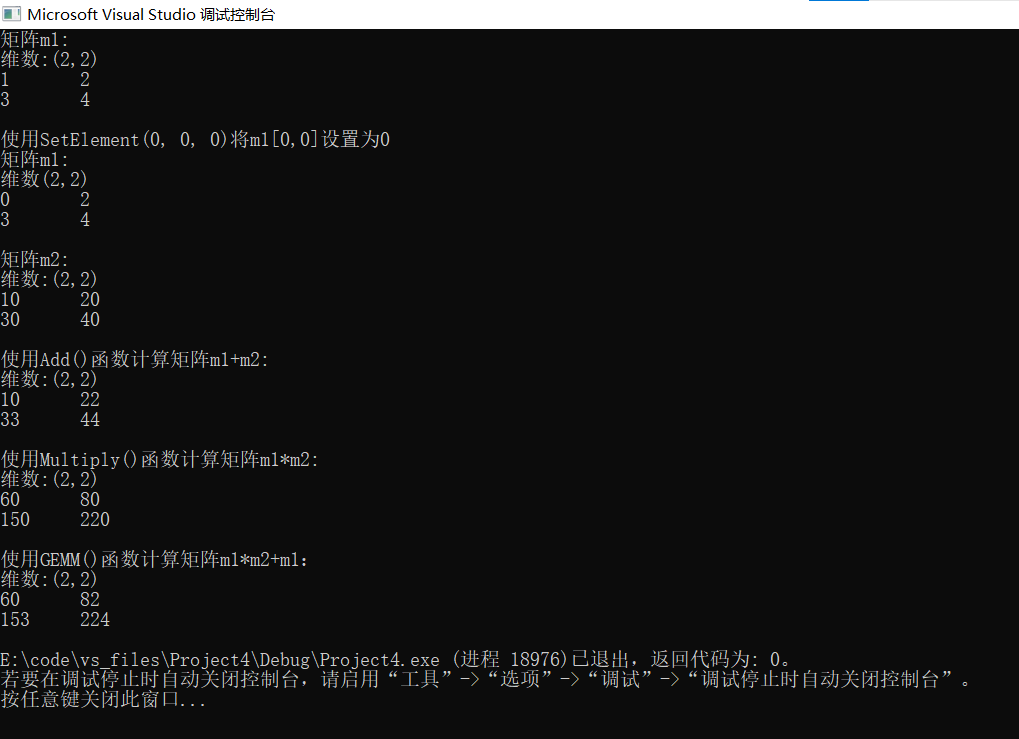 Microsoft Visual Studio 调试控制台
矩阵m1:
维数:(2,2)
1 2
3 4
使用SetElement(0, 0, 0)将m1[0,0]设置为0
矩阵m1:
维数(2,2)
0 2
3 4
矩阵m2:
维数:(2,2)
10 20
30 40
使用Add()函数计算矩阵m1+m2:
维数:(2,2)
10 22
33 44
使用Multiply()函数计算矩阵m1*m2:
维数:(2,2)
60 80
150 220
使用GEMM()函数计算矩阵m1*m2+m1：
维数:(2,2)
60 82
153 224
E:\code\vs_files\Project4\Debug\Project4.exe (进程 18976)已退出，返回代码为: 0。
若要在调试停止时自动关闭控制台，请启用“工具”->“选项”->“调试”->“调试停止时自动关闭控制台”。
按任意键关闭此窗口...